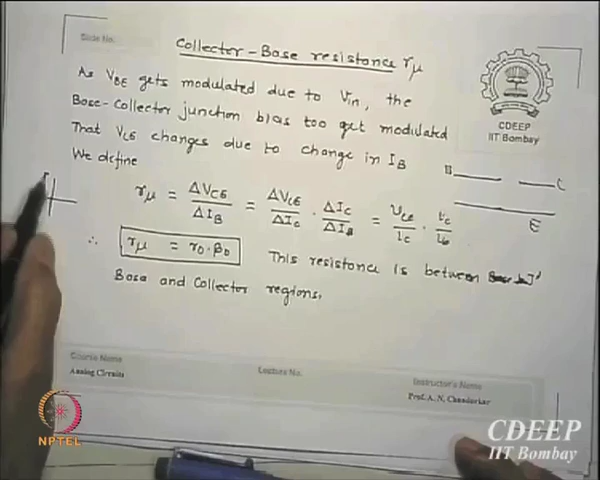 Slide No.
Collector-Base resistance rμ
As VBE gets modulated due to Vin, the
Base-Collector junction bias too get modulated
That VCE changes due to change in IB
We define
B C
E
rμ = ΔVCE/ΔIB = ΔVCE/ΔIC · ΔIC/ΔIB = vce/ic · ic/ib
∴ rμ = ro·βo This resistance is between
Base and Collector regions.
CDEEP
IIT Bombay
Course Name
Analog Circuits
Lecture No.
Instructor's Name
Prof. A. N. Chandorkar
NPTEL
CDEEP
IIT Bombay